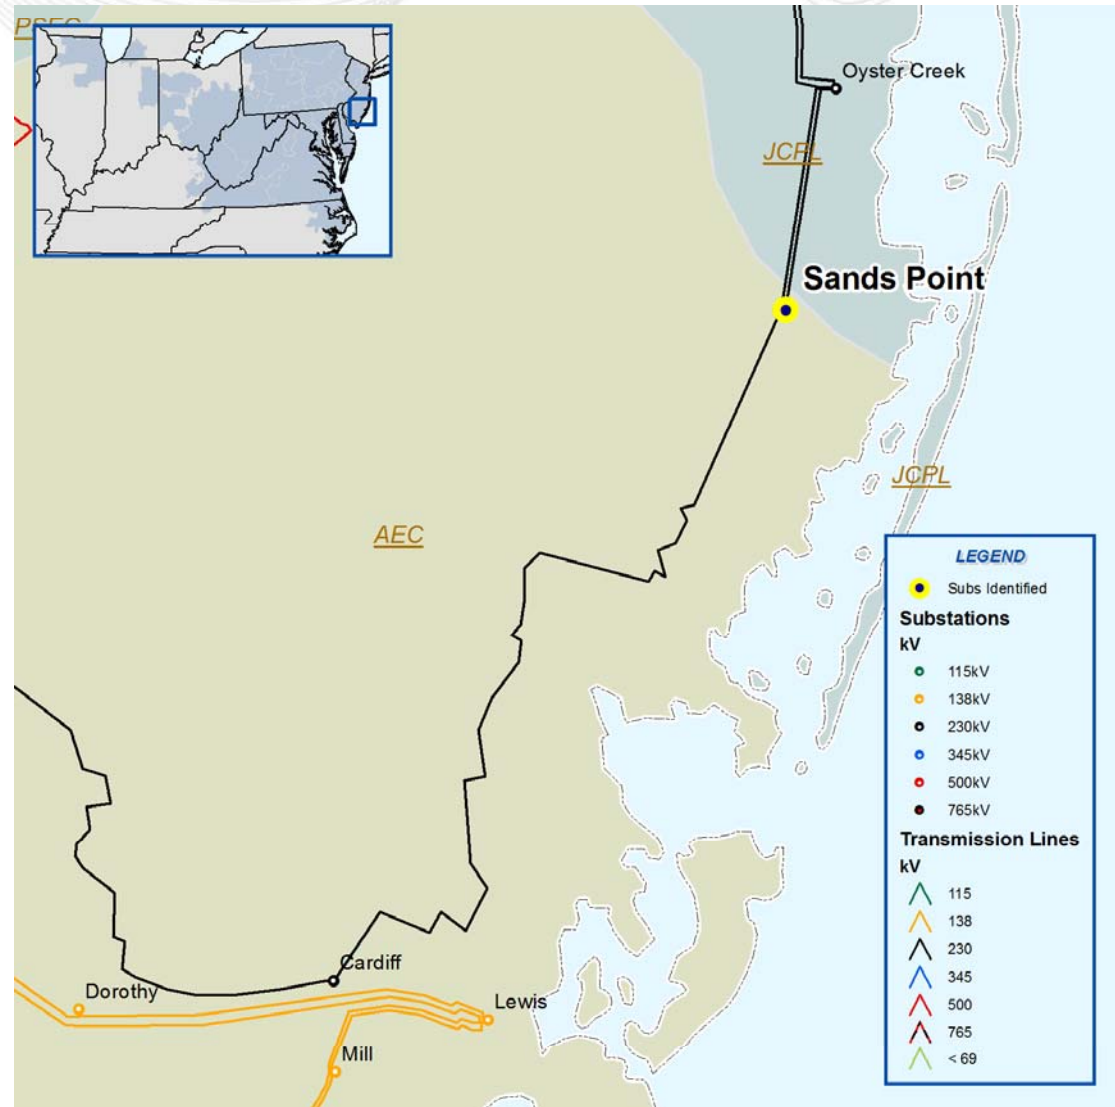 PSEG
Oyster Creek
JCPL
Sands Point
JCPL
AEC
LEGEND
Subs Identified
Substations
kV
115kV
138kV
230kV
345kV
500kV
765kV
Transmission Lines
kV
115
138
230
345
500
765
< 69
Cardiff
Dorothy
Lewis
Mill